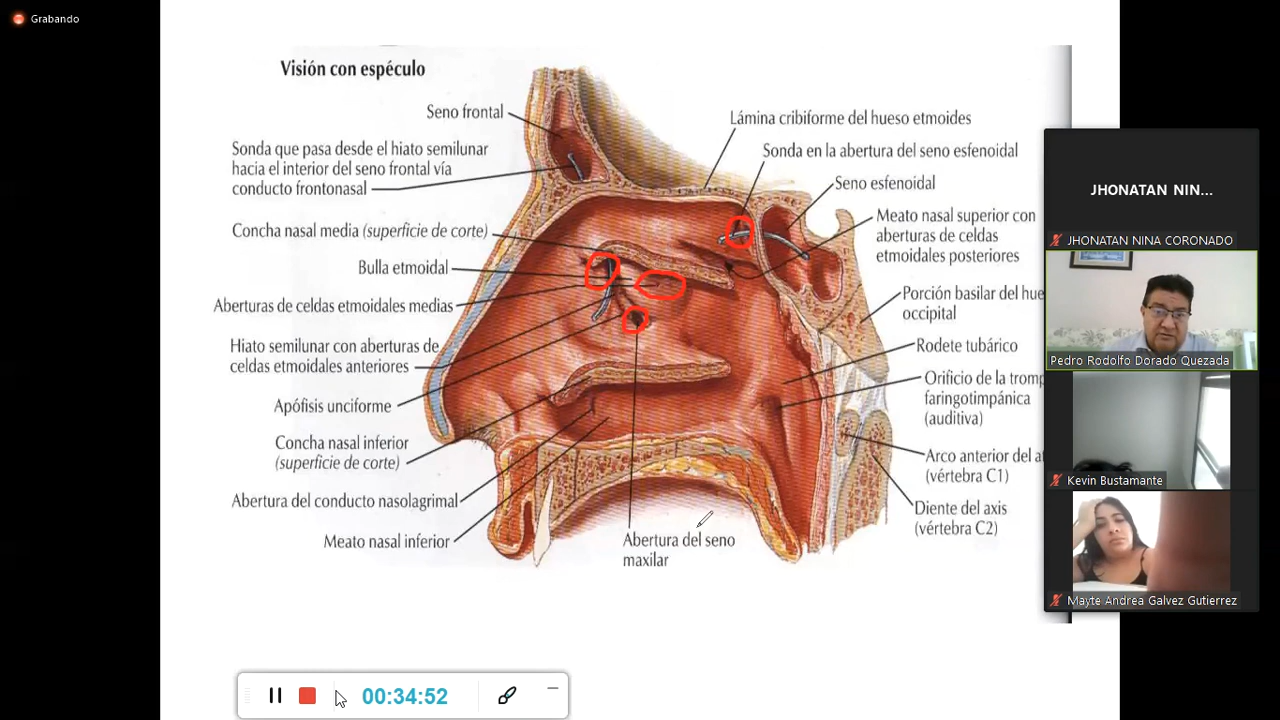 Grabando
Visión con espéculo
Seno frontal
Sonda que pasa desde el hiato semilunar
hacia el interior del seno frontal vía
conducto frontonasal
Concha nasal media (superficie de corte)
Bulla etmoidal
Aberturas de celdas etmoidales medias
Hiato semilunar con aberturas de
celdas etmoidales anteriores
Apófisis unciforme
Concha nasal inferior
(superficie de corte)
Abertura del conducto nasolagrimal
Meato nasal inferior
Abertura del seno
maxilar
Lámina cribiforme del hueso etmoides
Sonda en la abertura del seno esfenoidal
Seno esfenoidal
Meato nasal superior con
aberturas de celdas
etmoidales posteriores
Porción basilar del hue
occipital
Rodete tubárico
Orificio de la tromp
faringotimpánica
(auditiva)
Arco anterior del at
(vértebra C1)
Diente del axis
(vértebra C2)
JHONATAN NIN...
JHONATAN NINA CORONADO
Pedro Rodolfo Dorado Quezada
Kevin Bustamante
Mayte Andrea Galvez Gutierrez
00:34:52